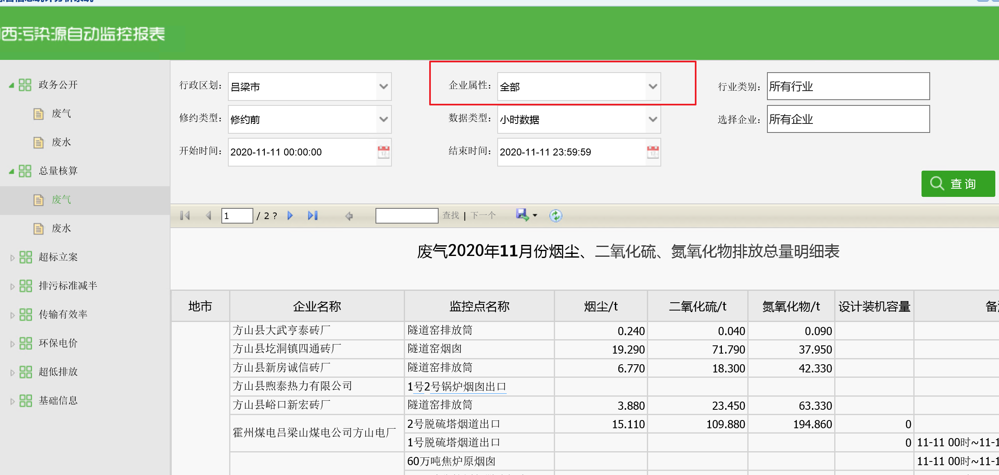 西污染源自动监控报表
政务公开
废气
废水
总量核算
废气
废水
超标立案
排污标准减半
传输有效率
环保电价
超低排放
基础信息
行政区划： 吕梁市 企业属性： 全部 行业类别： 所有行业
修约类型： 修约前 数据类型： 小时数据 选择企业： 所有企业
开始时间： 2020-11-11 00:00:00 结束时间： 2020-11-11 23:59:59
查 询
1 / 2 ? 查找 | 下一个
废气2020年11月份烟尘、二氧化硫、氮氧化物排放总量明细表
地市 企业名称 监控点名称 烟尘/t 二氧化硫/t 氮氧化物/t 设计装机容量 备
方山县大武亨泰砖厂 隧道窑排放筒 0.240 0.040 0.090
方山县圪洞镇四通砖厂 隧道窑烟囱 19.290 71.790 37.950
方山县新房诚信砖厂 隧道窑排放筒 6.770 18.300 42.330
方山县煦泰热力有限公司 1号2号锅炉烟囱出口
方山县峪口新宏砖厂 隧道窑排放筒 3.880 23.450 63.330
霍州煤电吕梁山煤电公司方山电厂 2号脱硫塔烟道出口 15.110 109.880 194.860 0
1号脱硫塔烟道出口 0 11-11 00时~11-1
60万吨焦炉原烟囱 11-11 00时~11-1